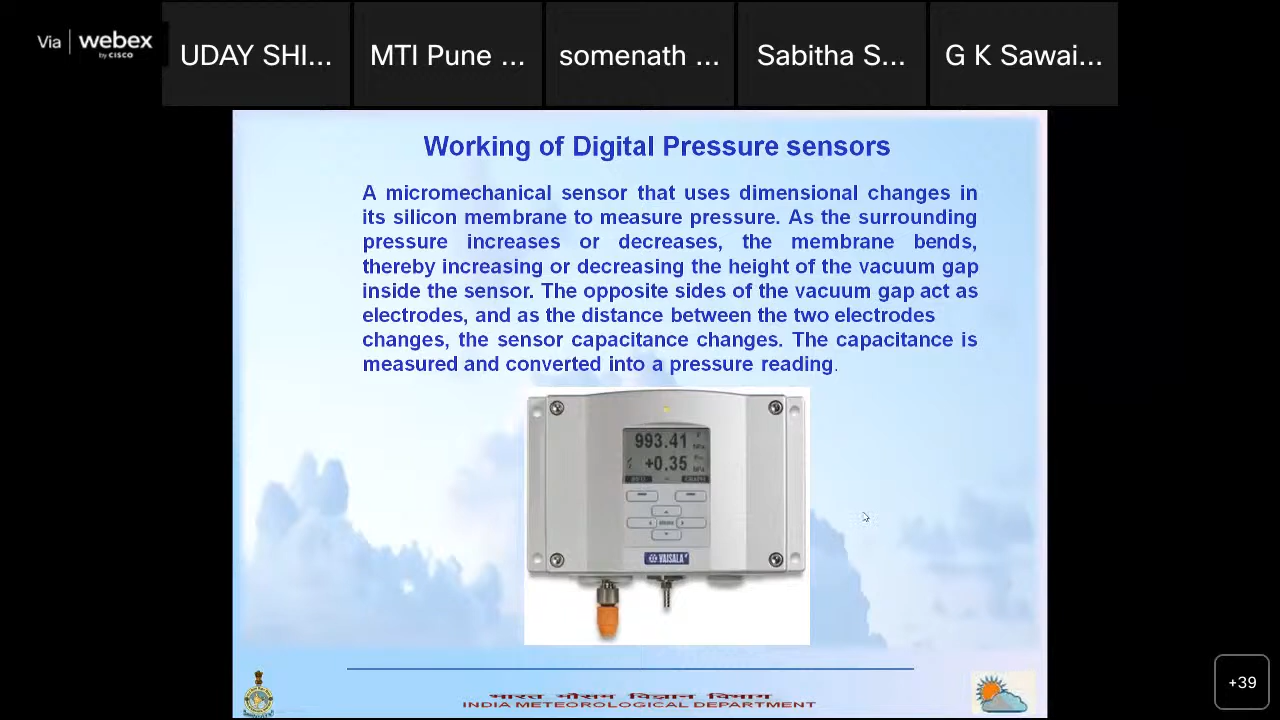 Via webex
by CISCO
UDAY SHI...
MTI Pune ...
somenath ...
Sabitha S...
G K Sawai...
Working of Digital Pressure sensors
A micromechanical sensor that uses dimensional changes in
its silicon membrane to measure pressure. As the surrounding
pressure increases or decreases, the membrane bends,
thereby increasing or decreasing the height of the vacuum gap
inside the sensor. The opposite sides of the vacuum gap act as
electrodes, and as the distance between the two electrodes
changes, the sensor capacitance changes. The capacitance is
measured and converted into a pressure reading.
993.41
+0.35
VAISALA
भारत मौसम विज्ञान विभाग
INDIA METEOROLOGICAL DEPARTMENT
+39